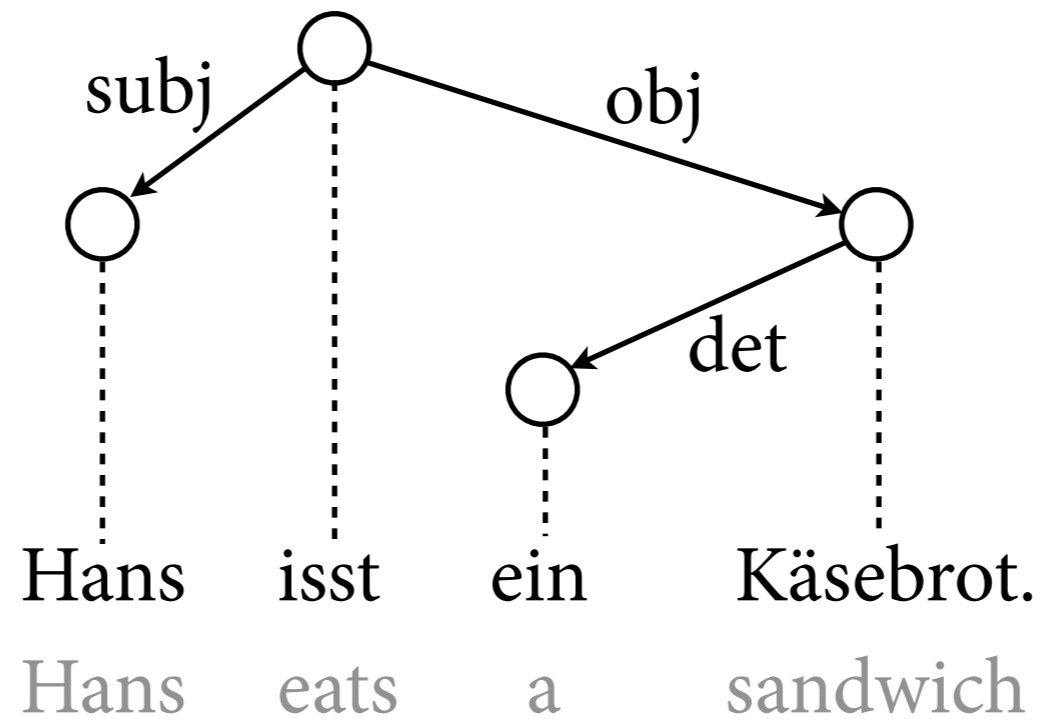 subj
obj
det
Hans isst ein Käsebrot.
Hans eats a sandwich